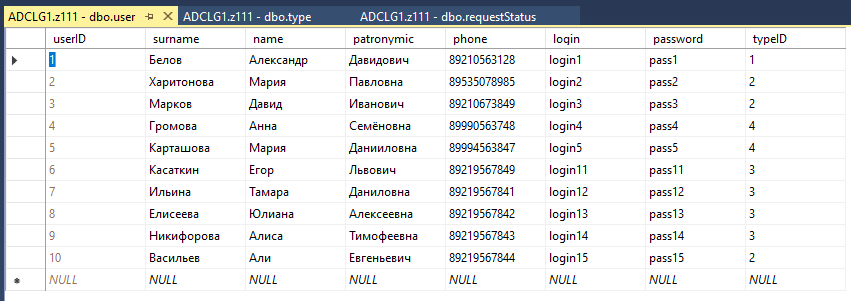 ADCLG1.z111 - dbo.user ADCLG1.z111 - dbo.type ADCLG1.z111 - dbo.requestStatus
userID surname name patronymic phone login password typeID
1 Белов Александр Давидович 89210563128 login1 pass1 1
2 Харитонова Мария Павловна 89535078985 login2 pass2 2
3 Марков Давид Иванович 89210673849 login3 pass3 2
4 Громова Анна Семёновна 89990563748 login4 pass4 4
5 Карташова Мария Данииловна 89994563847 login5 pass5 4
6 Касаткин Егор Львович 89219567849 login11 pass11 3
7 Ильина Тамара Даниловна 89219567841 login12 pass12 3
8 Елисеева Юлиана Алексеевна 89219567842 login13 pass13 3
9 Никифорова Алиса Тимофеевна 89219567843 login14 pass14 3
10 Васильев Али Евгеньевич 89219567844 login15 pass15 2
NULL NULL NULL NULL NULL NULL NULL NULL